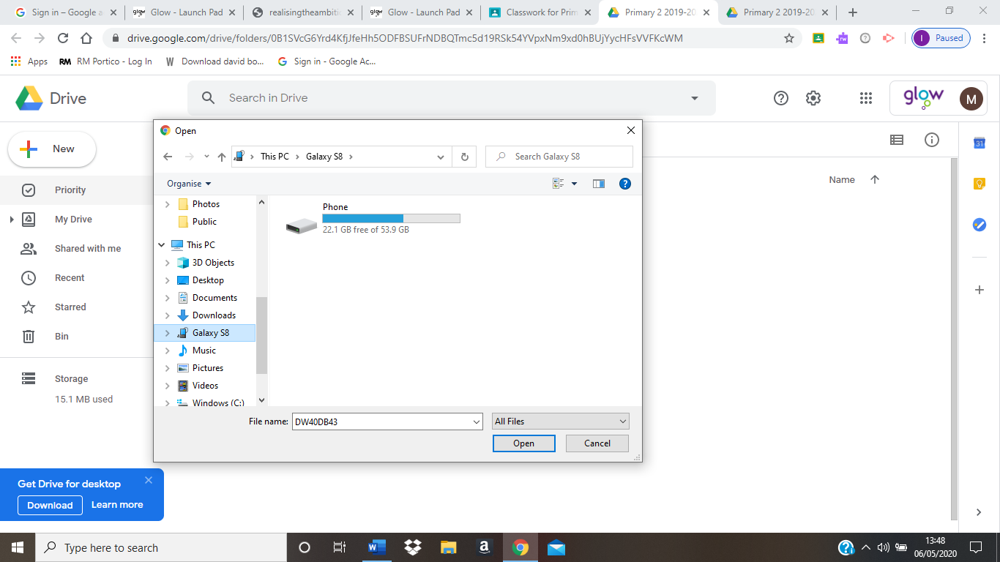 Sign in – Google a
glow - Launch Pad
realisingtheambiti
Glow - Launch Pad
Classwork for Prim
Primary 2 2019-20
Primary 2 2019-20
drive.google.com/drive/folders/0B1SVcG6Yrd4KfjJfeHh5ODFBSUFrNDBQTmc5d19RSk54YVpxNm9xd0hBUjYycHFsVVFKcWM
I Paused
Apps
RM RM Portico - Log In
W Download david bo...
G Sign in - Google Ac...
Drive
Search in Drive
glow
M
New
Priority
My Drive
Shared with me
Recent
Starred
Bin
Storage
15.1 MB used
Name
31
Open
This PC > Galaxy S8 >
Search Galaxy S8
Organise
Photos
Public
This PC
3D Objects
Desktop
Documents
Downloads
Galaxy S8
Music
Pictures
Videos
Windows (C:)
Phone
22.1 GB free of 53.9 GB
File name: DW40DB43
All Files
Open
Cancel
Get Drive for desktop
Download
Learn more
Type here to search
13:48
06/05/2020